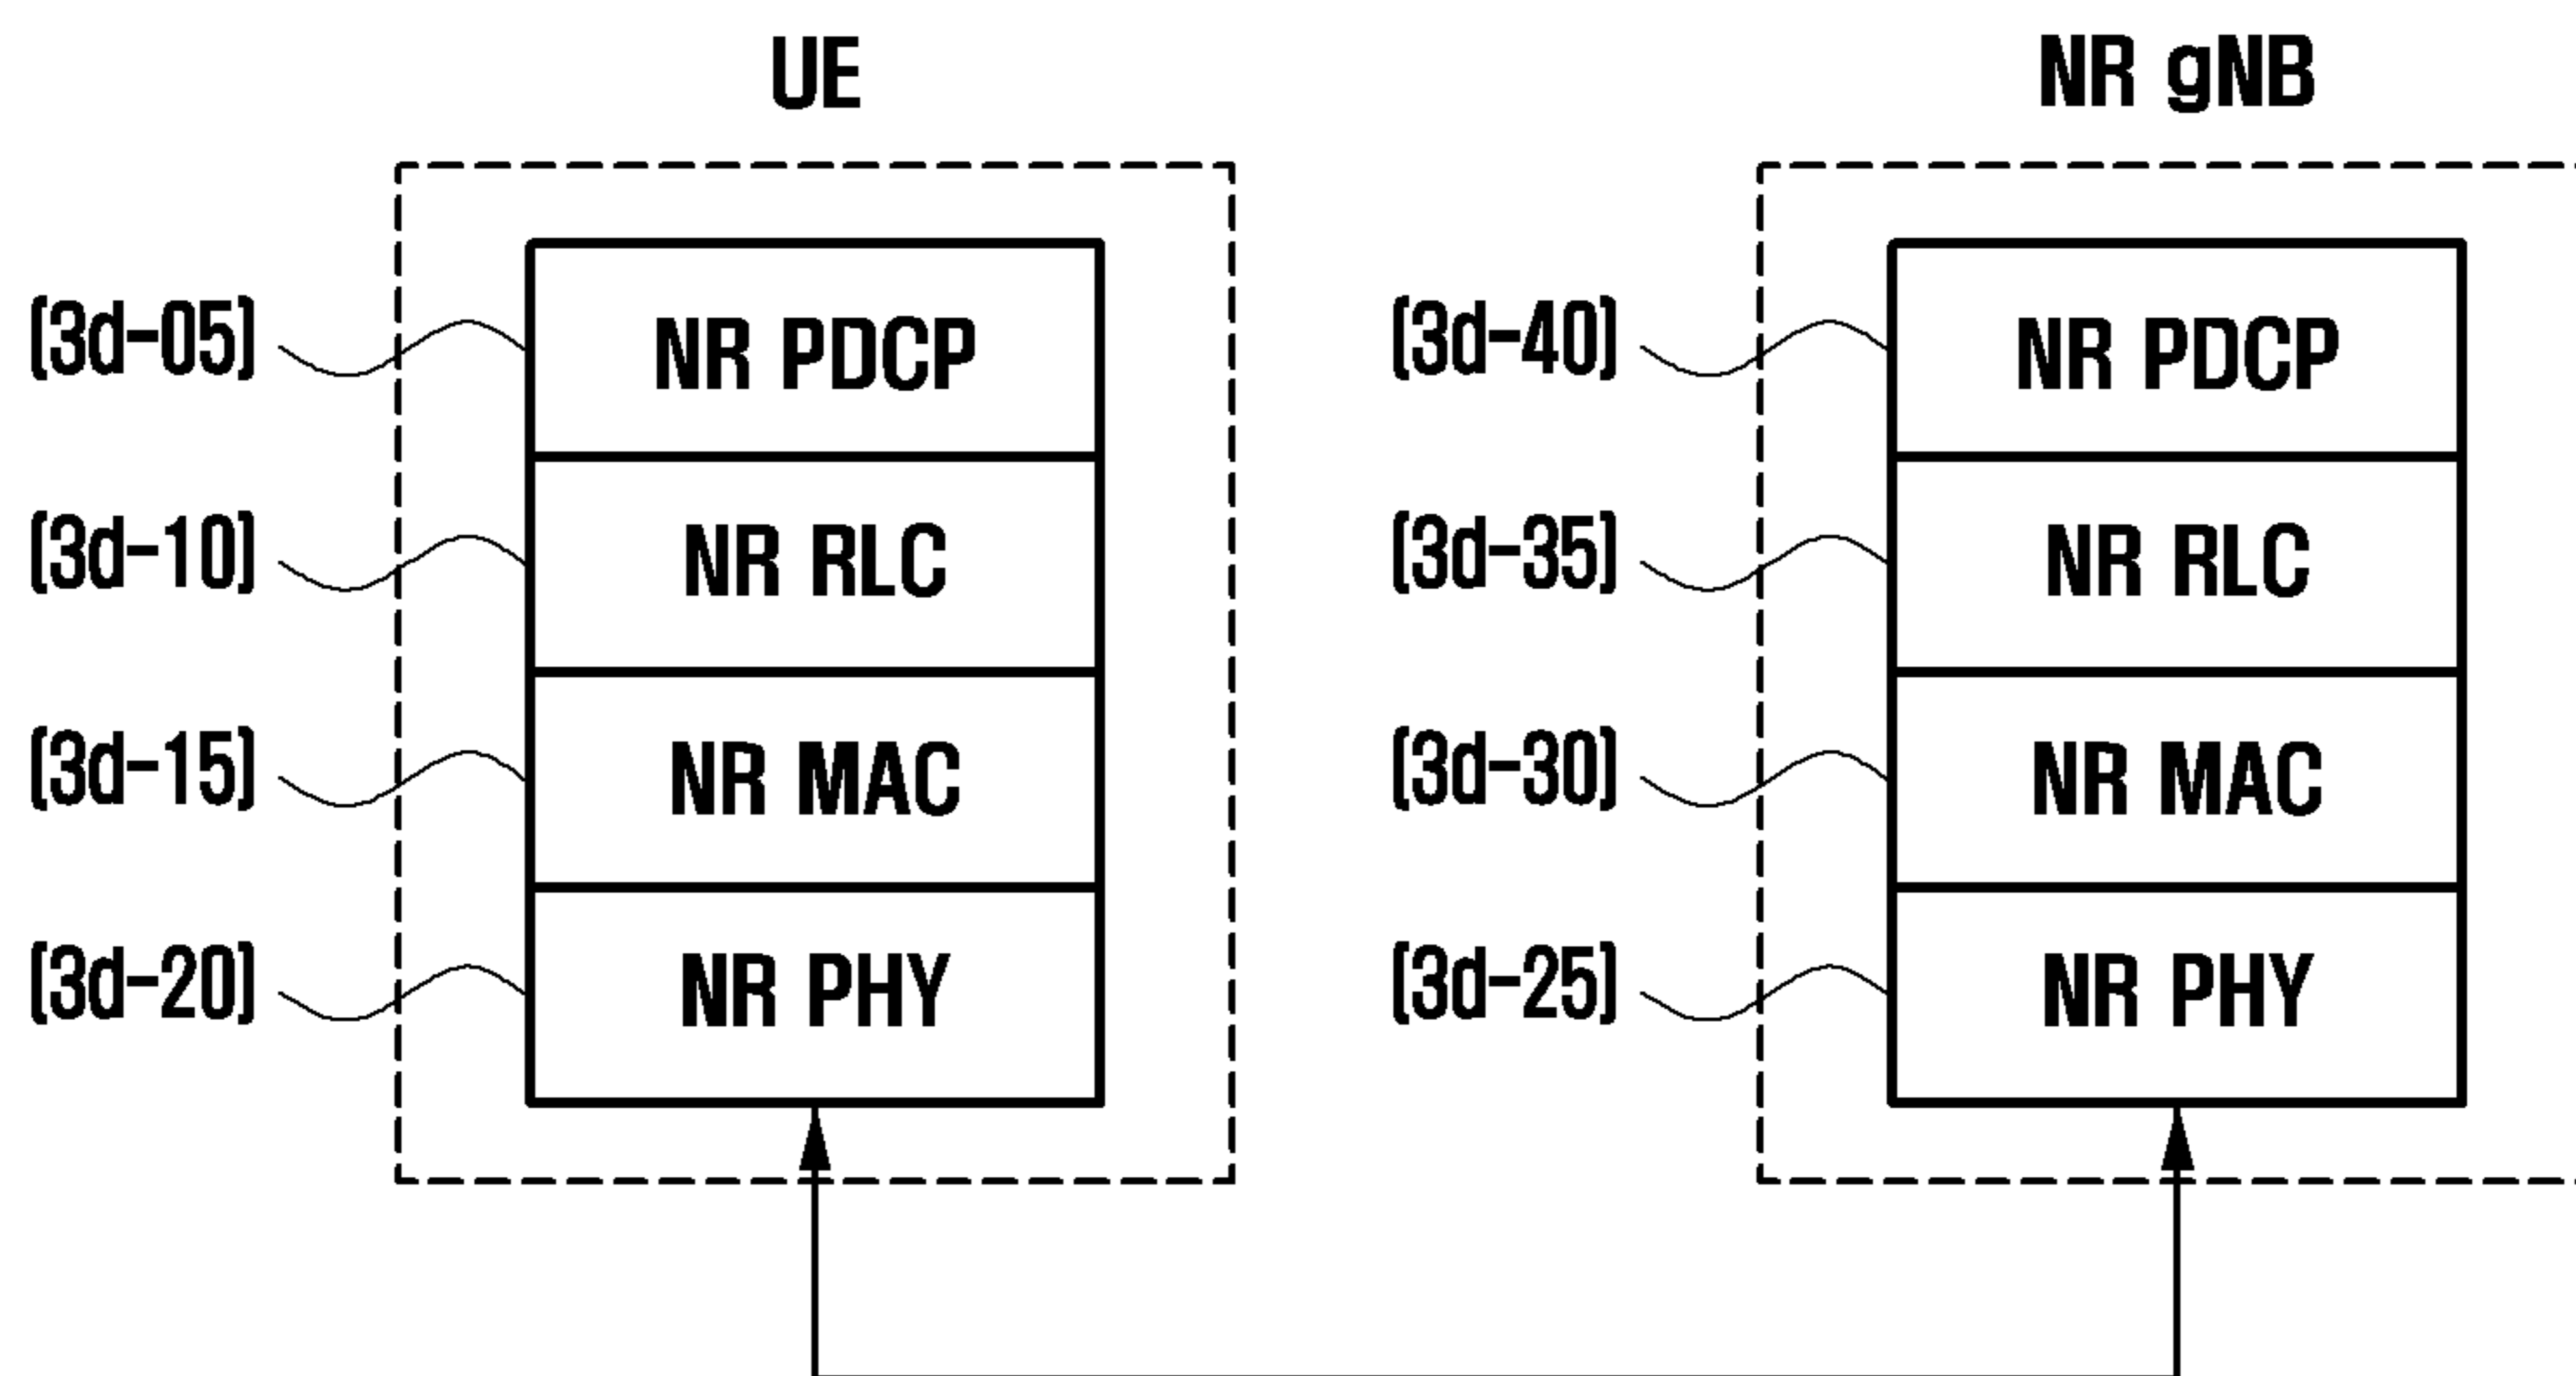 UE
NR gNB
(3d-05)
NR PDCP
(3d-40)
NR PDCP
(3d-10)
NR RLC
(3d-35)
NR RLC
(3d-15)
NR MAC
(3d-30)
NR MAC
(3d-20)
NR PHY
(3d-25)
NR PHY